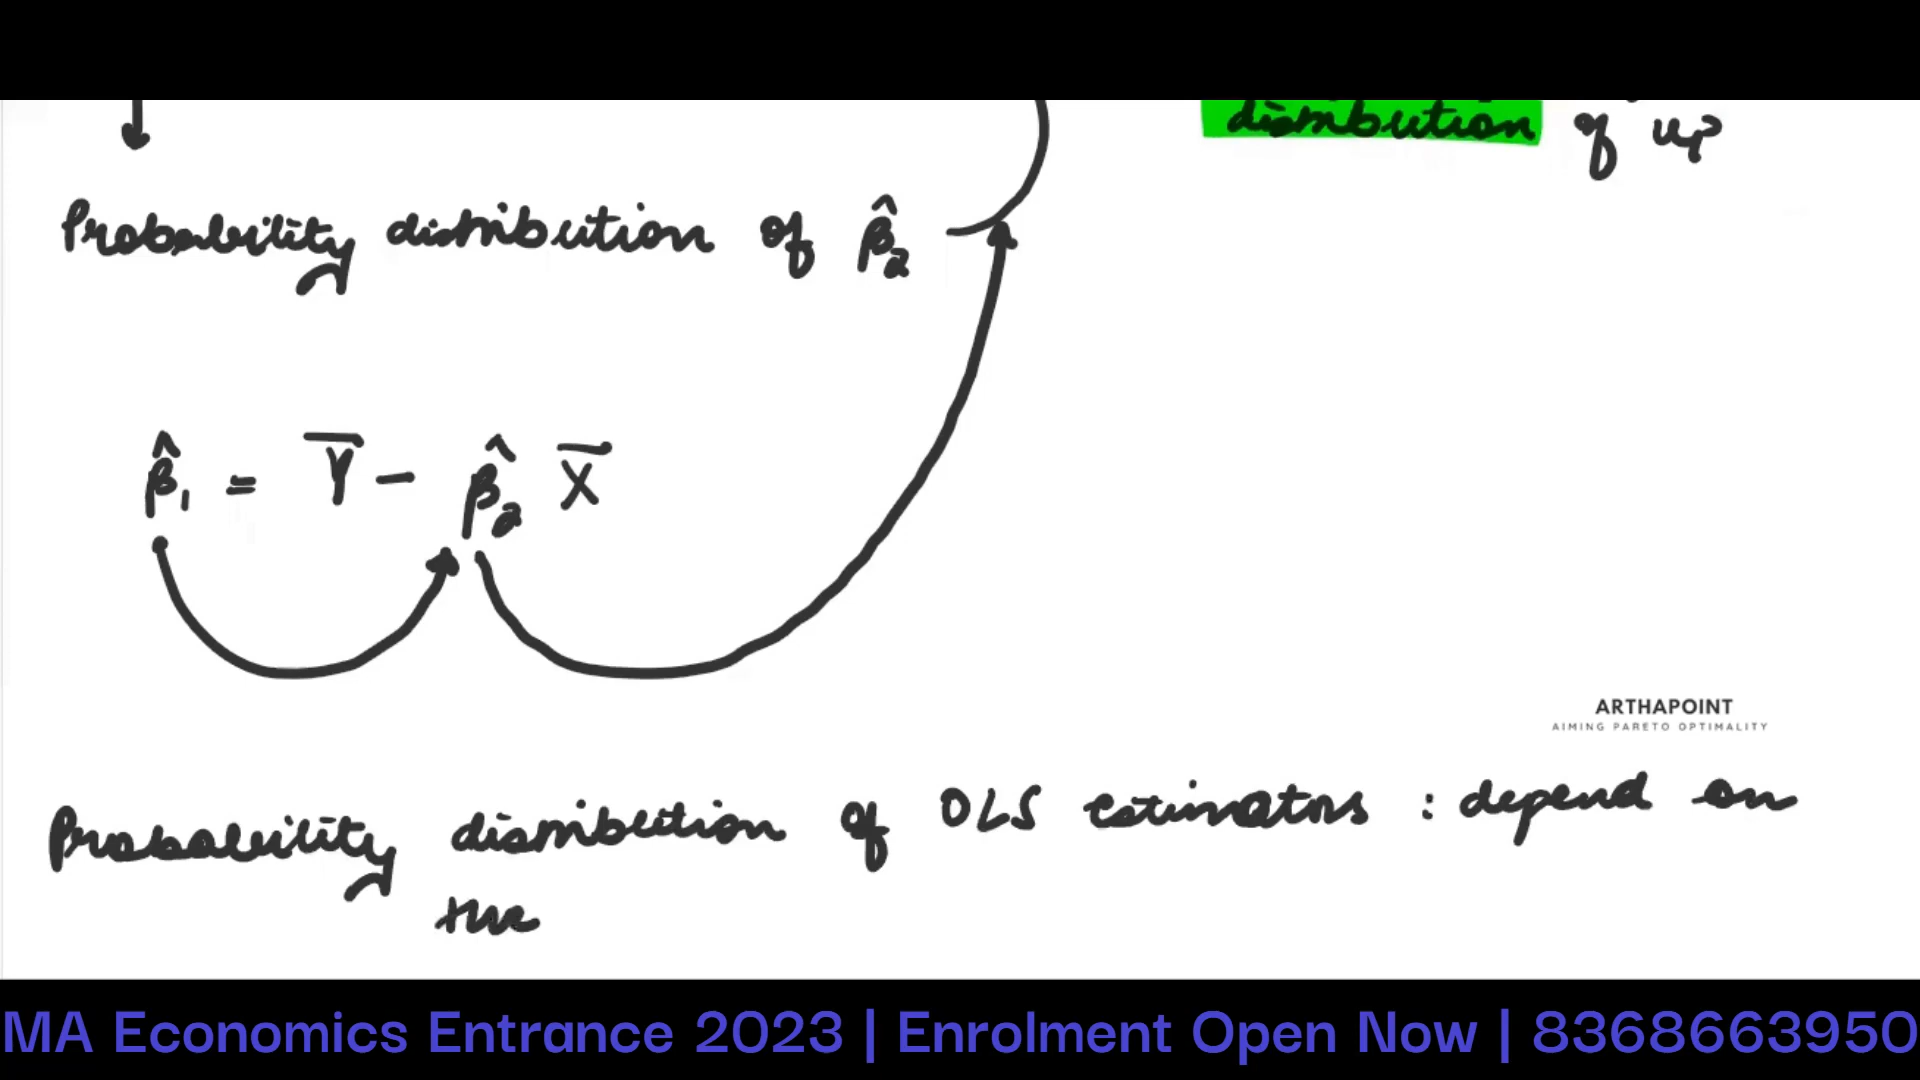 distribution of uᵢ
Probability distribution of β̂₂
β̂₁ = Y̅ - β̂₂ X̅
ARTHAPOINT
AIMING PARETO OPTIMALITY
Probability distribution of OLS estimators : depend on
the
MA Economics Entrance 2023 | Enrolment Open Now | 8368663950